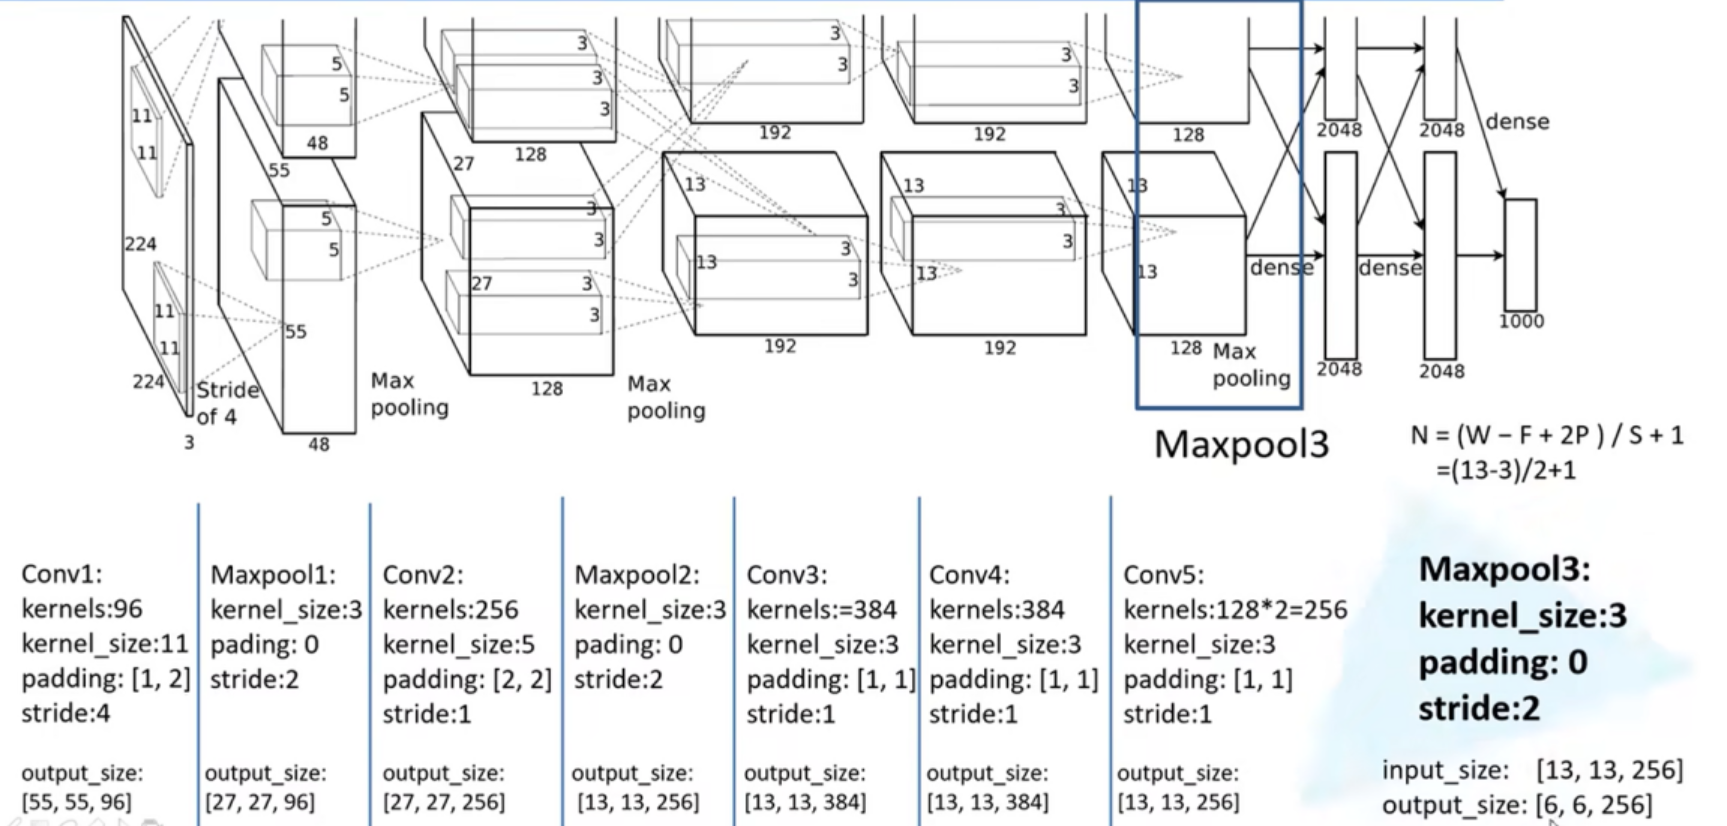 3
3
3
5
3
3
3
5
3
3
11
11
48
192
192
128
2048
2048
dense
128
55
27
13
13
13
5
3
3
3
5
3
3
224
13
13
13
27
3
3
dense
dense
11
3
55
11
1000
192
192
128
Max
pooling
2048
2048
224
Stride
of 4
Max
pooling
128
Max
pooling
3
48
Maxpool3
N = (W – F + 2P ) / S + 1
=(13-3)/2+1
Conv1:
kernels:96
kernel_size:11
padding: [1, 2]
stride:4
output_size:
[55, 55, 96]
Maxpool1:
kernel_size:3
pading: 0
stride:2
output_size:
[27, 27, 96]
Conv2:
kernels:256
kernel_size:5
padding: [2, 2]
stride:1
output_size:
[27, 27, 256]
Maxpool2:
kernel_size:3
pading: 0
stride:2
output_size:
[13, 13, 256]
Conv3:
kernels:=384
kernel_size:3
padding: [1, 1]
stride:1
output_size:
[13, 13, 384]
Conv4:
kernels:384
kernel_size:3
padding: [1, 1]
stride:1
output_size:
[13, 13, 384]
Conv5:
kernels:128*2=256
kernel_size:3
padding: [1, 1]
stride:1
output_size:
[13, 13, 256]
Maxpool3:
kernel_size:3
padding: 0
stride:2
input_size: [13, 13, 256]
output_size: [6, 6, 256]